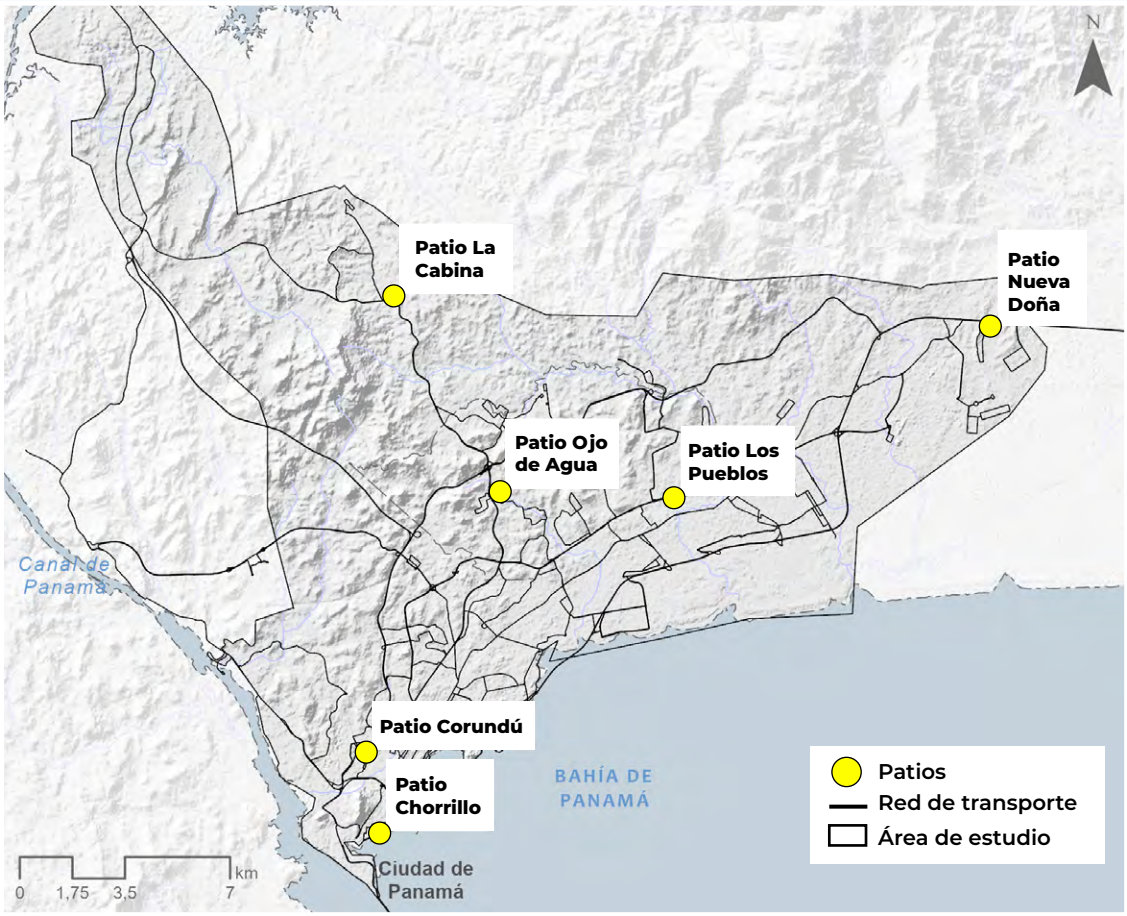 N
Patio La
Cabina
Patio
Nueva
Doña
Patio Ojo
de Agua
Patio Los
Pueblos
Canal de
Panamá
Patio Corundú
Patio
Chorrillo
BAHÍA DE
PANAMÁ
Patios
Red de transporte
Área de estudio
Ciudad de
Panamá
km
0 1,75 3,5 7